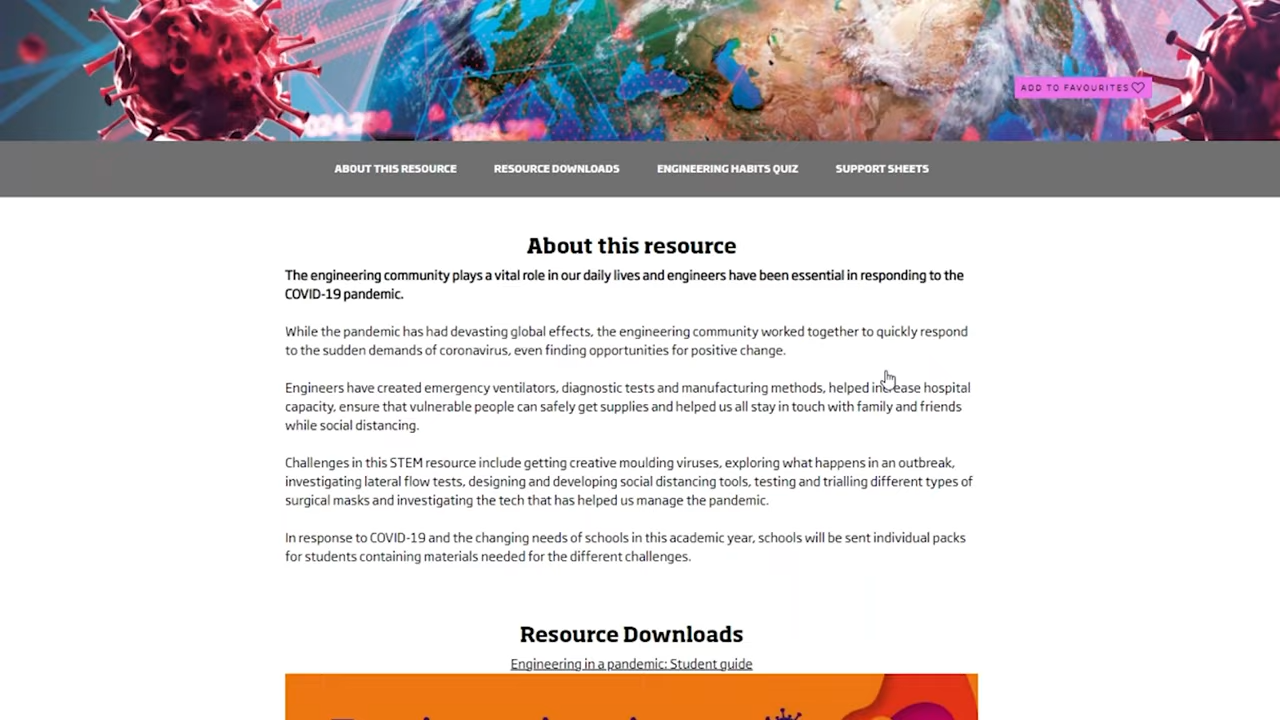 ADD TO FAVOURITES
ABOUT THIS RESOURCE RESOURCE DOWNLOADS ENGINEERING HABITS QUIZ SUPPORT SHEETS
About this resource
The engineering community plays a vital role in our daily lives and engineers have been essential in responding to the
COVID-19 pandemic.
While the pandemic has had devasting global effects, the engineering community worked together to quickly respond
to the sudden demands of coronavirus, even finding opportunities for positive change.
Engineers have created emergency ventilators, diagnostic tests and manufacturing methods, helped increase hospital
capacity, ensure that vulnerable people can safely get supplies and helped us all stay in touch with family and friends
while social distancing.
Challenges in this STEM resource include getting creative moulding viruses, exploring what happens in an outbreak,
investigating lateral flow tests, designing and developing social distancing tools, testing and trialling different types of
surgical masks and investigating the tech that has helped us manage the pandemic.
In response to COVID-19 and the changing needs of schools in this academic year, schools will be sent individual packs
for students containing materials needed for the different challenges.
Resource Downloads
Engineering in a pandemic: Student guide